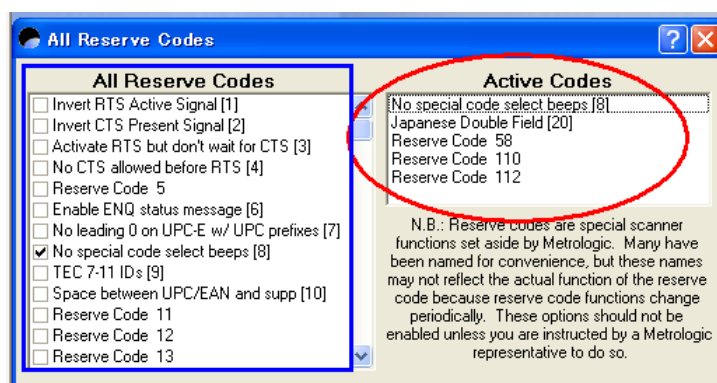 All Reserve Codes
All Reserve Codes
Invert RTS Active Signal [1]
Invert CTS Present Signal [2]
Activate RTS but don't wait for CTS [3]
No CTS allowed before RTS [4]
Reserve Code 5
Enable ENQ status message [6]
No leading 0 on UPC-E w/ UPC prefixes [7]
No special code select beeps [8]
TEC 7-11 IDs [9]
Space between UPC/EAN and supp [10]
Reserve Code 11
Reserve Code 12
Reserve Code 13
Active Codes
No special code select beeps [8]
Japanese Double Field [20]
Reserve Code 58
Reserve Code 110
Reserve Code 112
N.B.: Reserve codes are special scanner
functions set aside by Metrologic. Many have
been named for convenience, but these names
may not reflect the actual function of the reserve
code because reserve code functions change
periodically. These options should not be
enabled unless you are instructed by a Metrologic
representative to do so.